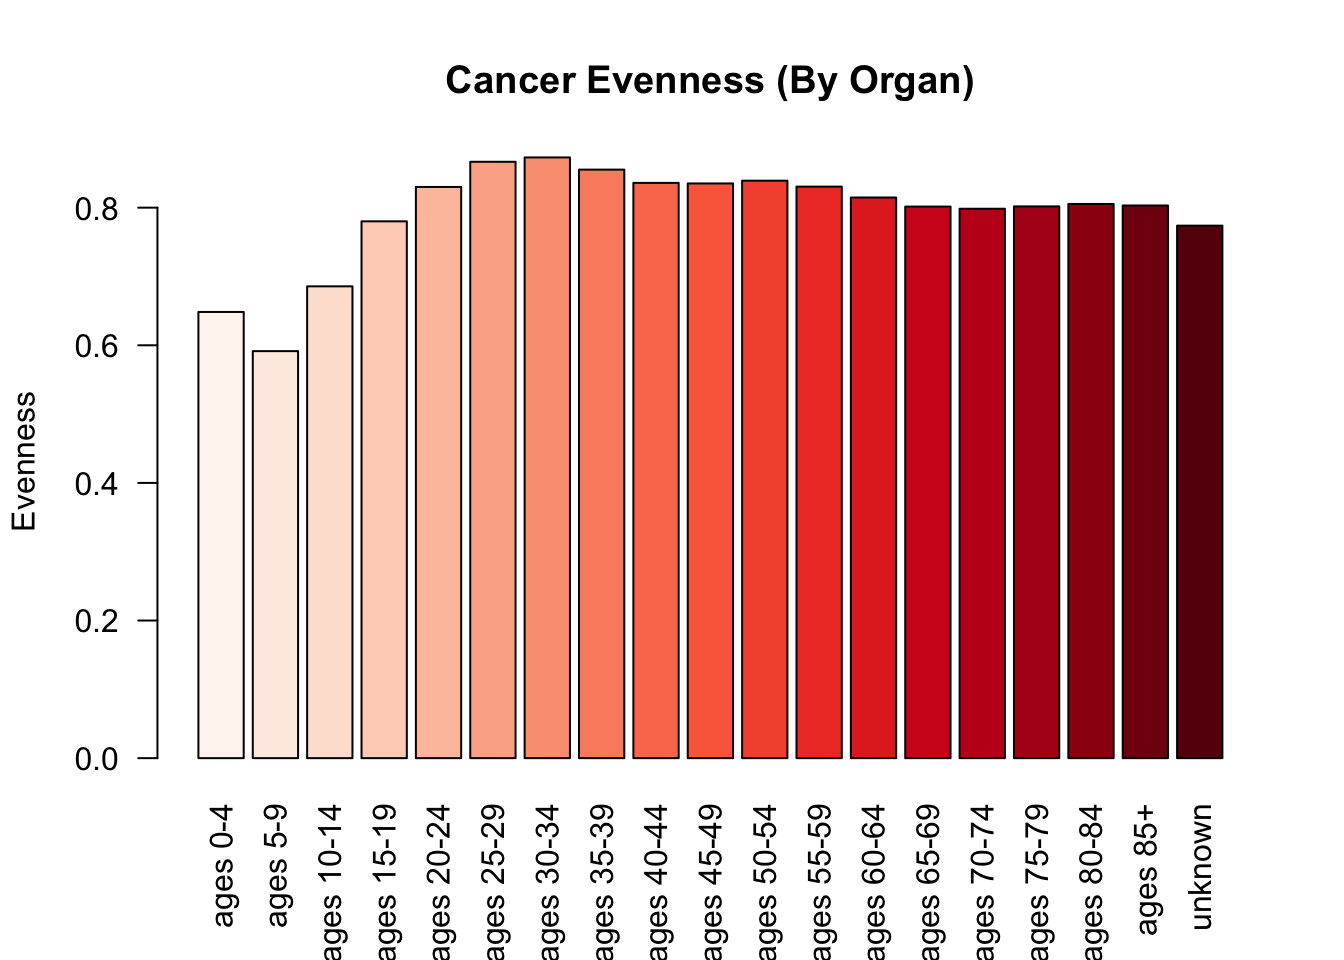 Cancer Evenness (By Organ)
Evenness
0.8
0.6
0.4
0.2
0.0
ages 0-4
ages 5-9
ages 10-14
ages 15-19
ages 20-24
ages 25-29
ages 30-34
ages 35-39
ages 40-44
ages 45-49
ages 50-54
ages 55-59
ages 60-64
ages 65-69
ages 70-74
ages 75-79
ages 80-84
ages 85+
unknown